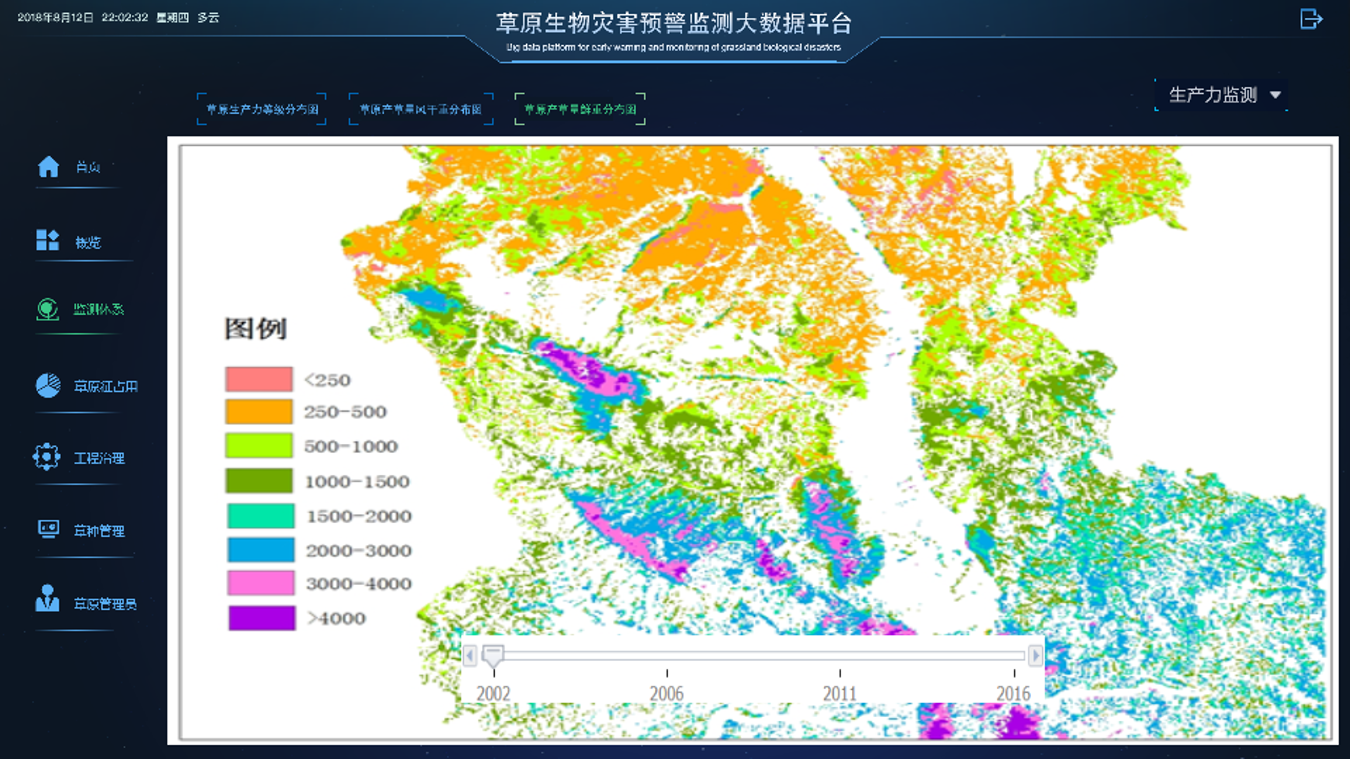 2018年8月12日 22:02:32 星期四 多云
草原生物灾害预警监测大数据平台
Big data platform for early warning and monitoring of grassland biological disasters
草原生产力等级分布图
草原产草量风干重分布图
草原产草量鲜重分布图
生产力监测
首页
概览
监测体系
草原征占用
工程治理
草种管理
草原管理员
图例
<250
250-500
500-1000
1000-1500
1500-2000
2000-3000
3000-4000
>4000
2002
2006
2011
2016